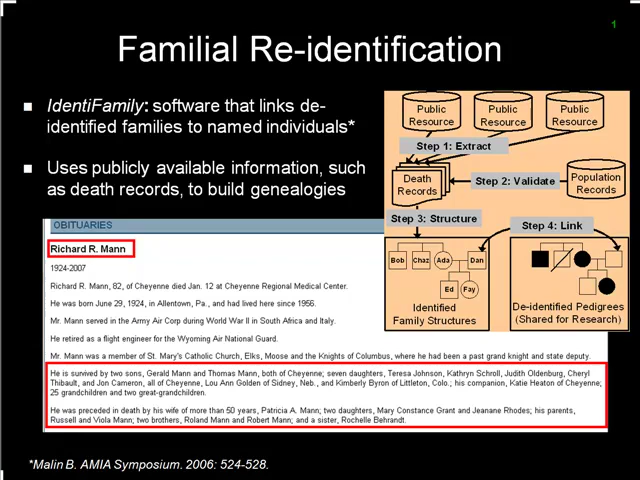 1
Familial Re-identification
■ IdentiFamily: software that links de-
identified families to named individuals*
■ Uses publicly available information, such
as death records, to build genealogies
Public Resource
Public Resource
Public Resource
Step 1: Extract
Death Records
Step 2: Validate
Population Records
Step 3: Structure
Step 4: Link
Bob Chaz Ada Dan
Ed Fay
Identified
Family Structures
De-identified Pedigrees
(Shared for Research)
OBITUARIES
Richard R. Mann
1924-2007
Richard R. Mann, 82, of Cheyenne died Jan. 12 at Cheyenne Regional Medical Center.
He was born June 29, 1924, in Allentown, Pa., and had lived here since 1956.
Mr. Mann served in the Army Air Corp during World War II in South Africa and Italy.
He retired as a flight engineer for the Wyoming Air National Guard.
Mr. Mann was a member of St. Mary's Catholic Church, Elks, Moose and the Knights of Columbus, where he had been a past grand knight and state deputy.
He is survived by two sons, Gerald Mann and Thomas Mann, both of Cheyenne; seven daughters, Teresa Johnson, Kathryn Schroll, Judith Oldenburg, Cheryl
Thibault, and Jon Cameron, all of Cheyenne, Lou Ann Golden of Sidney, Neb., and Kimberly Byron of Littleton, Colo.; his companion, Katie Heaton of Cheyenne;
25 grandchildren and two great-grandchildren.
He was preceded in death by his wife of more than 50 years, Patricia A. Mann; two daughters, Mary Constance Grant and Jeanane Rhodes; his parents,
Russell and Viola Mann; two brothers, Roland Mann and Robert Mann; and a sister, Rochelle Behrandt.
*Malin B. AMIA Symposium. 2006: 524-528.